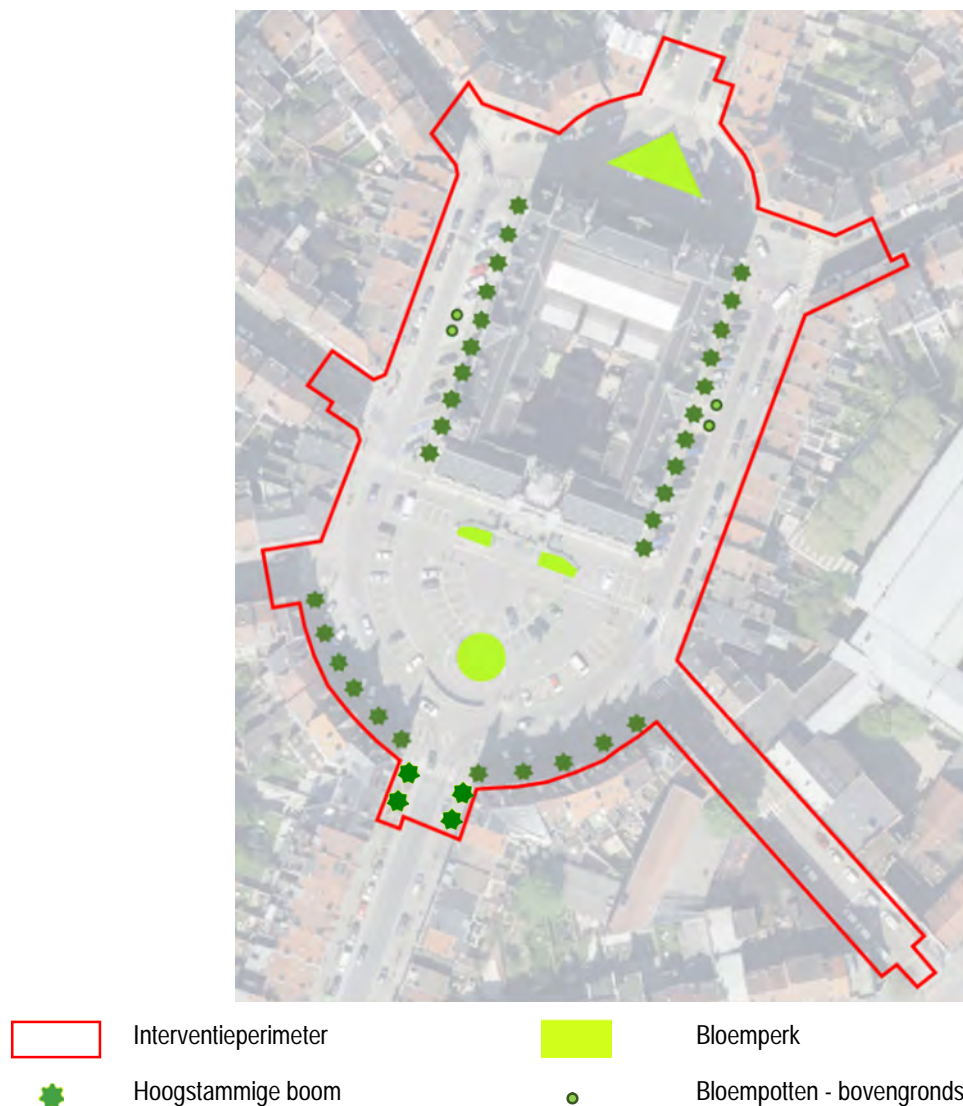 Interventieperimeter
Bloemperk
Hoogstammige boom
Bloempotten - bovengronds